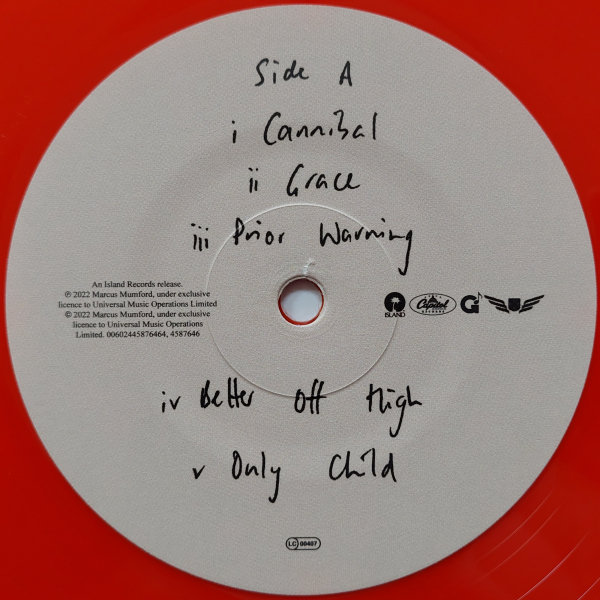 Side A
i Cannibal
ii Grace
iii Prior Warning
An Island Records release.
℗ 2022 Marcus Mumford, under exclusive
licence to Universal Music Operations Limited
© 2022 Marcus Mumford, under exclusive
licence to Universal Music Operations
Limited. 00602445876464, 4587646
ISLAND
Capitol
RECORDS
G
iv Better Off High
v Only Child
LC 00407